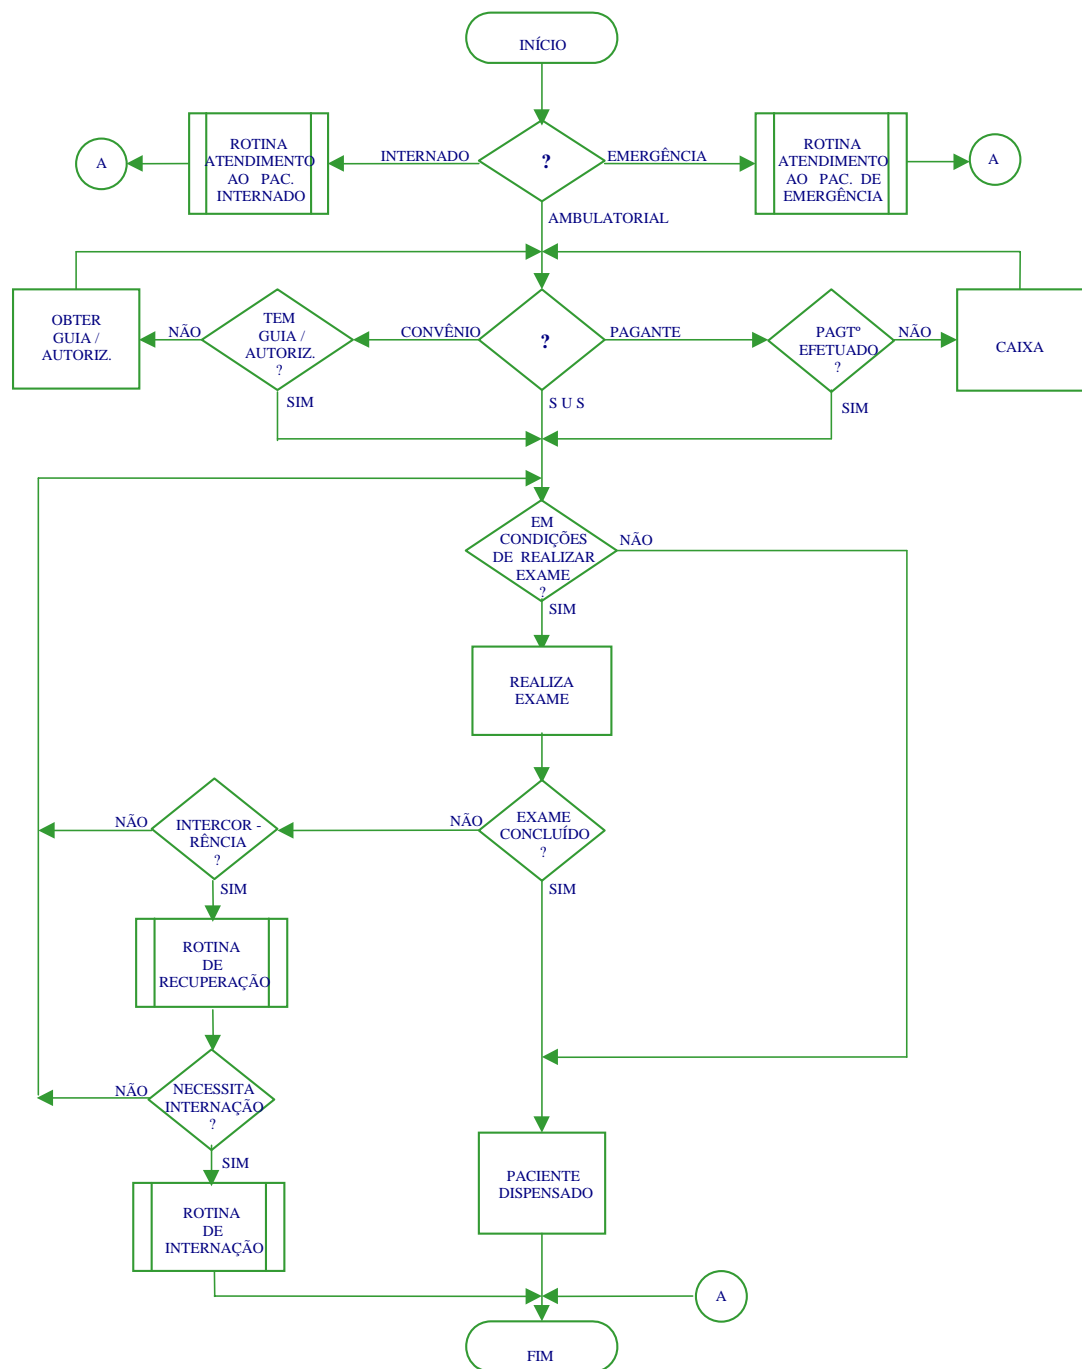 INÍCIO
A
ROTINA
ATENDIMENTO
AO PAC.
INTERNADO
INTERNADO
?
EMERGÊNCIA
ROTINA
ATENDIMENTO
AO PAC. DE
EMERGÊNCIA
A
AMBULATORIAL
OBTER
GUIA /
AUTORIZ.
NÃO
TEM
GUIA /
AUTORIZ.
?
CONVÊNIO
?
PAGANTE
PAGTº
EFETUADO
?
NÃO
CAIXA
SIM
S U S
SIM
EM
CONDIÇÕES
DE REALIZAR
EXAME
?
NÃO
SIM
REALIZA
EXAME
NÃO
INTERCOR -
RÊNCIA
?
NÃO
EXAME
CONCLUÍDO
?
SIM
SIM
ROTINA
DE
RECUPERAÇÃO
NÃO
NECESSITA
INTERNAÇÃO
?
SIM
PACIENTE
DISPENSADO
ROTINA
DE
INTERNAÇÃO
A
FIM